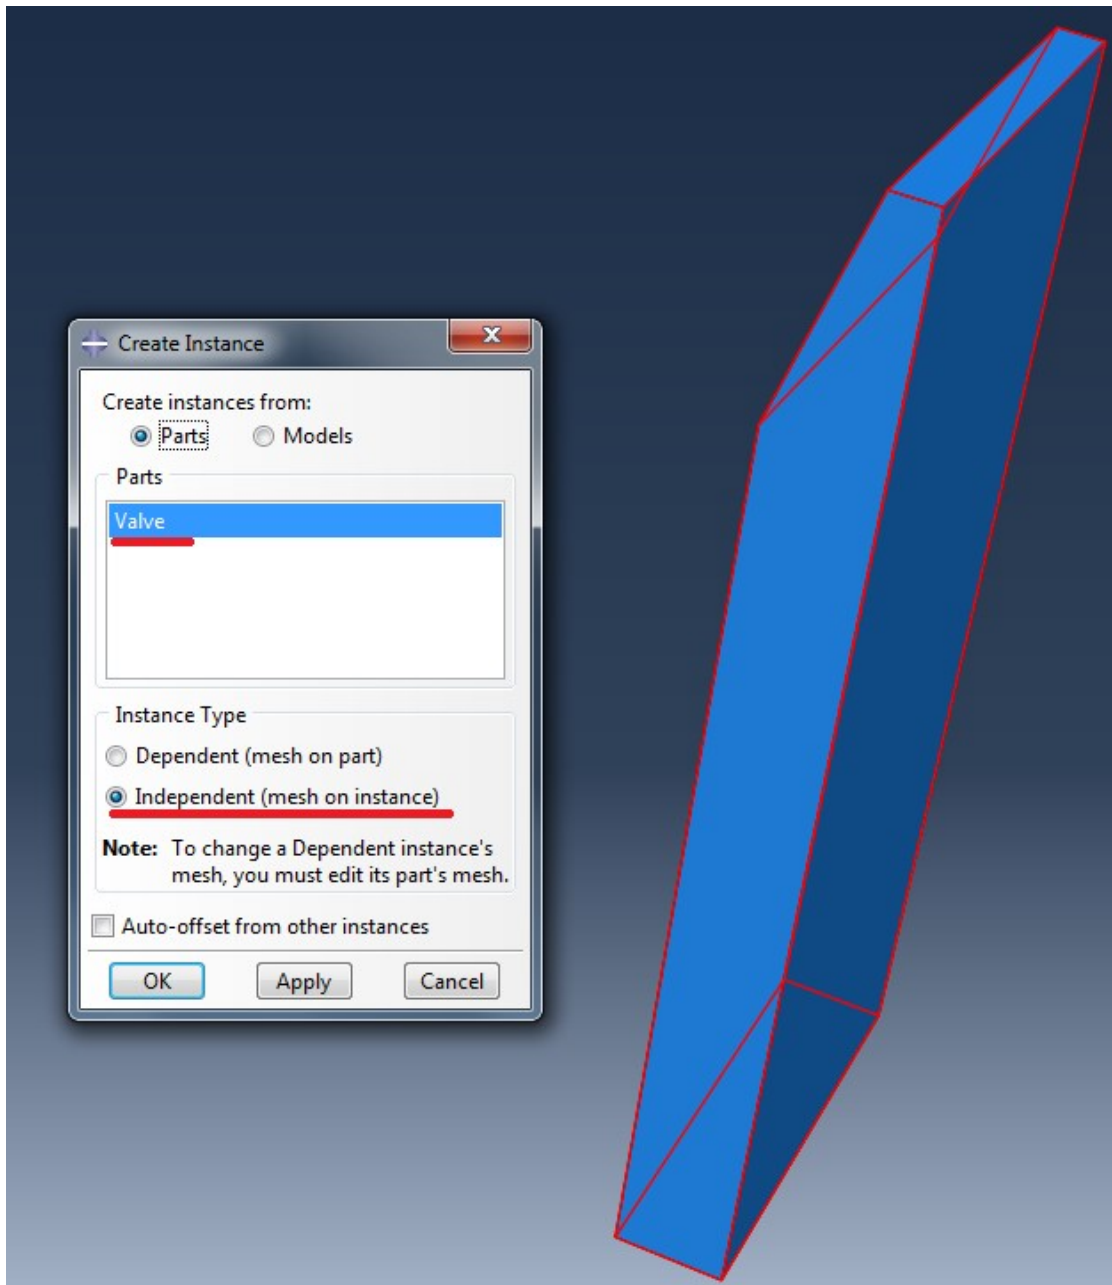 Create Instance
Create instances from:
Parts Models
Parts
Valve
Instance Type
Dependent (mesh on part)
Independent (mesh on instance)
Note: To change a Dependent instance's
mesh, you must edit its part's mesh.
Auto-offset from other instances
OK Apply Cancel